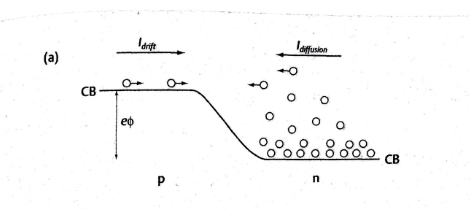 (a)
I_drift
I_diffusion
CB
eϕ
CB
p
n